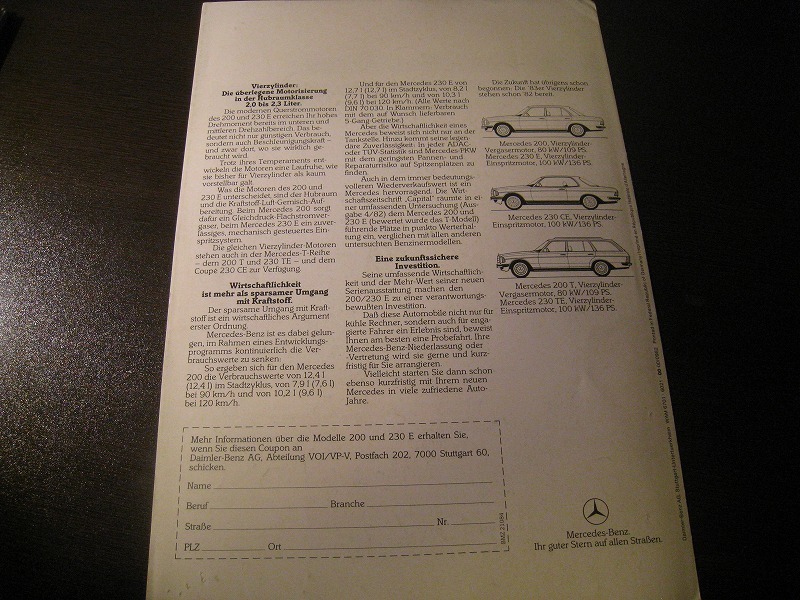 Vierzylinder:
Die überlegene Motorisierung
in der Hubraumklasse
2,0 bis 2,3 Liter.
Die modernen Querstrommotoren
des 200 und 230 E erreichen Ihr hohes
Drehmoment bereits im unteren und
mittleren Drehzahlbereich. Das be-
deutet nicht nur günstigen Verbrauch,
sondern auch Beschleunigungskraft –
und zwar dort, wo sie wirklich ge-
braucht wird.
Trotz ihres Temperaments ent-
wickeln die Motoren eine Laufruhe, wie
sie bisher für Vierzylinder als kaum
vorstellbar galt.
Was die Motoren des 200 und
230 E unterscheidet, sind der Hubraum
und die Kraftstoff-Luft-Gemisch-Auf-
bereitung. Beim Mercedes 200 sorgt
dafür ein Gleichdruck-Flachstromver-
gaser, beim Mercedes 230 E ein zuver-
lässiges, mechanisch gesteuertes Ein-
spritzsystem.
Die gleichen Vierzylinder-Motoren
stehen auch in der Mercedes-T-Reihe
– dem 200 T und 230 TE – und in dem
Coupé 230 CE zur Verfügung.
Wirtschaftlichkeit
ist mehr als sparsamer Umgang
mit Kraftstoff.
Der sparsame Umgang mit Kraft-
stoff ist ein wirtschaftliches Argument
erster Ordnung.
Mercedes-Benz ist es dabei gelun-
gen, im Rahmen eines Entwicklungs-
programms kontinuierlich die Ver-
brauchswerte zu senken:
So ergeben sich für den Mercedes
200 die Verbrauchswerte von 12,4 l
(12,4 l) im Stadtzyklus, von 7,9 l (7,6 l)
bei 90 km/h und von 10,2 l (9,6 l)
bei 120 km/h.
Und für den Mercedes 230 E von
12,7 l (12,7 l) im Stadtzyklus, von 8,2 l
(7,7 l) bei 90 km/h und von 10,3 l
(9,6 l) bei 120 km/h. (Alle Werte nach
DIN 70 030. In Klammern: Verbrauch
mit dem auf Wunsch lieferbaren
5-Gang-Getriebe.)
Aber die Wirtschaftlichkeit eines
Mercedes beweist sich nicht nur an der
Tankstelle. Hinzu kommt seine legen-
däre Zuverlässigkeit: In jeder ADAC-
oder TÜV-Statistik sind Mercedes-PKW
mit dem geringsten Pannen- und
Reparaturrisiko auf Spitzenplätzen zu
finden.
Auch in dem immer bedeutungs-
volleren Wiederverkaufswert ist ein
Mercedes hervorragend. Die Wirt-
schaftszeitschrift „Capital" räumte in
einer umfassenden Untersuchung (Aus-
gabe 4/82) dem Mercedes 200 und
230 E (bewertet wurde das T-Modell)
führende Plätze in punkto Werterhal-
tung ein, verglichen mit allen anderen
untersuchten Benzinermodellen.
Eine zukunftssichere
Investition.
Seine umfassende Wirtschaftlich-
keit und der Mehr-Wert seiner neuen
Serienausstattung machen den
200/230 E zu einer verantwortungs-
bewußten Investition.
Daß diese Automobile nicht nur für
kühle Rechner, sondern auch für enga-
gierte Fahrer ein Erlebnis sind, beweist
Ihnen am besten eine Probefahrt. Ihre
Mercedes-Benz-Niederlassung oder
-Vertretung wird sie gerne und kurz-
fristig für Sie arrangieren.
Vielleicht starten Sie dann schon
ebenso kurzfristig mit Ihrem neuen
Mercedes in viele zufriedene Auto-
Jahre.
Die Zukunft hat übrigens schon
begonnen. Die '83er Vierzylinder
stehen schon '82 bereit.
Mercedes 200, Vierzylinder-
Vergasermotor, 80 kW/109 PS.
Mercedes 230 E, Vierzylinder-
Einspritzmotor, 100 kW/136 PS.
Mercedes 230 CE, Vierzylinder-
Einspritzmotor, 100 kW/136 PS.
Mercedes 200 T, Vierzylinder-
Vergasermotor, 80 kW/109 PS.
Mercedes 230 TE, Vierzylinder-
Einspritzmotor, 100 kW/136 PS.
Mehr Informationen über die Modelle 200 und 230 E erhalten Sie,
wenn Sie diesen Coupon an
Daimler-Benz AG, Abteilung VOI/VP-V, Postfach 202, 7000 Stuttgart 60,
schicken.
Name
Beruf Branche
Straße Nr.
PLZ Ort
Mercedes-Benz.
Ihr guter Stern auf allen Straßen.